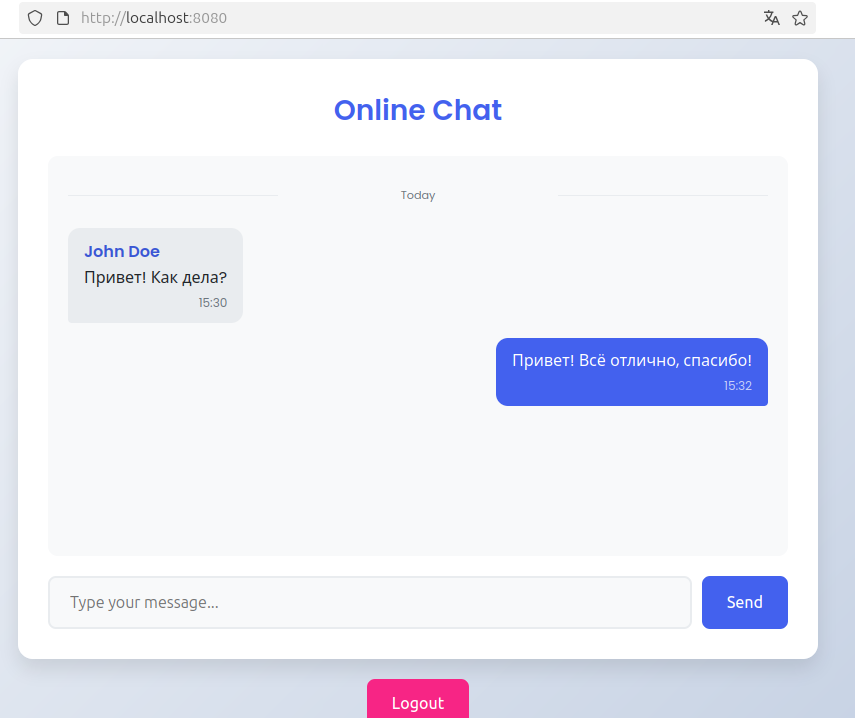 http://localhost:8080
Online Chat
Today
John Doe
Привет! Как дела?
15:30
Привет! Всё отлично, спасибо!
15:32
Type your message...
Send
Logout